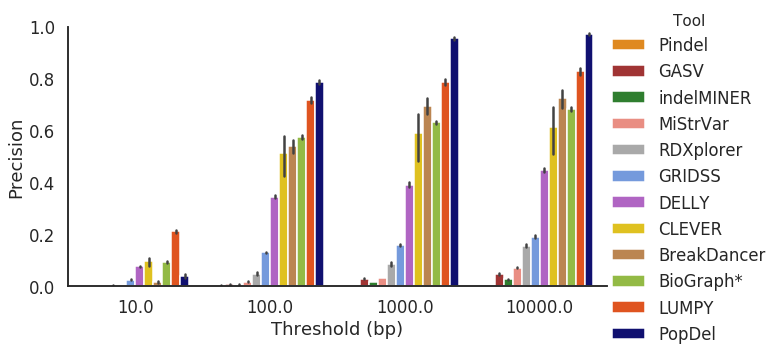 1.0
0.8
0.6
0.4
0.2
0.0
Precision
10.0
100.0
1000.0
10000.0
Threshold (bp)
Tool
Pindel
GASV
indelMINER
MiStrVar
RDXplorer
GRIDSS
DELLY
CLEVER
BreakDancer
BioGraph*
LUMPY
PopDel